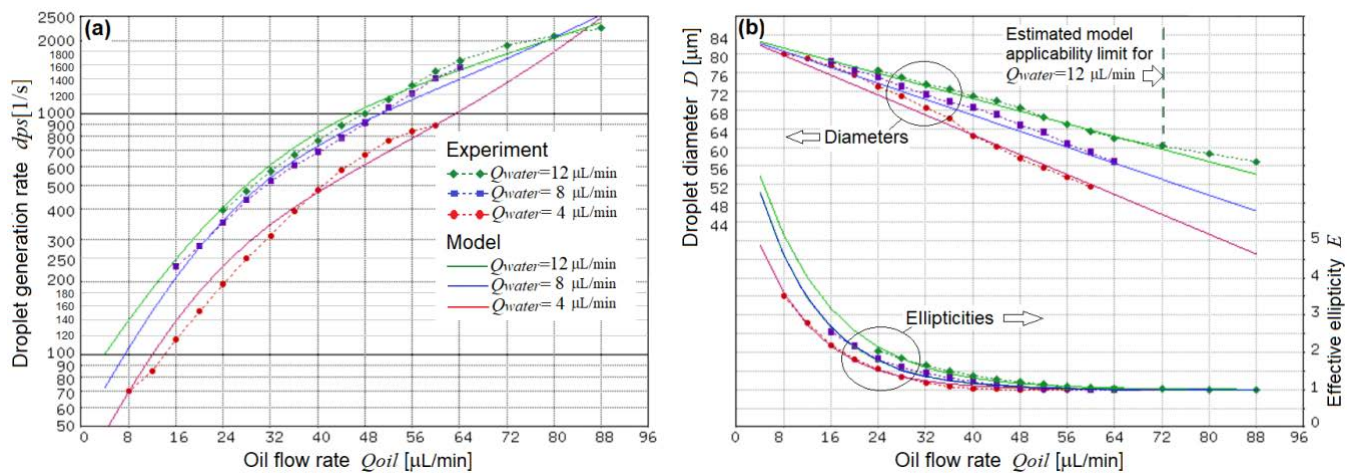 (a)
Droplet generation rate dps[1/s]
2500
2000
1800
1600
1400
1200
1000
900
800
700
600
500
400
300
200
180
160
140
120
100
90
80
70
60
50
0 8 16 24 32 40 48 56 64 72 80 88 96
Oil flow rate Qoil [μL/min]
Experiment
Qwater=12 μL/min
Qwater= 8 μL/min
Qwater= 4 μL/min
Model
Qwater=12 μL/min
Qwater= 8 μL/min
Qwater= 4 μL/min
(b)
Droplet diameter D [μm]
84
80
76
72
68
64
60
56
52
48
44
Estimated model
applicability limit for
Qwater=12 μL/min
Diameters
Ellipticities
5
4
3
2
1
0
Effective ellipticity E
0 8 16 24 32 40 48 56 64 72 80 88 96
Oil flow rate Qoil [μL/min]